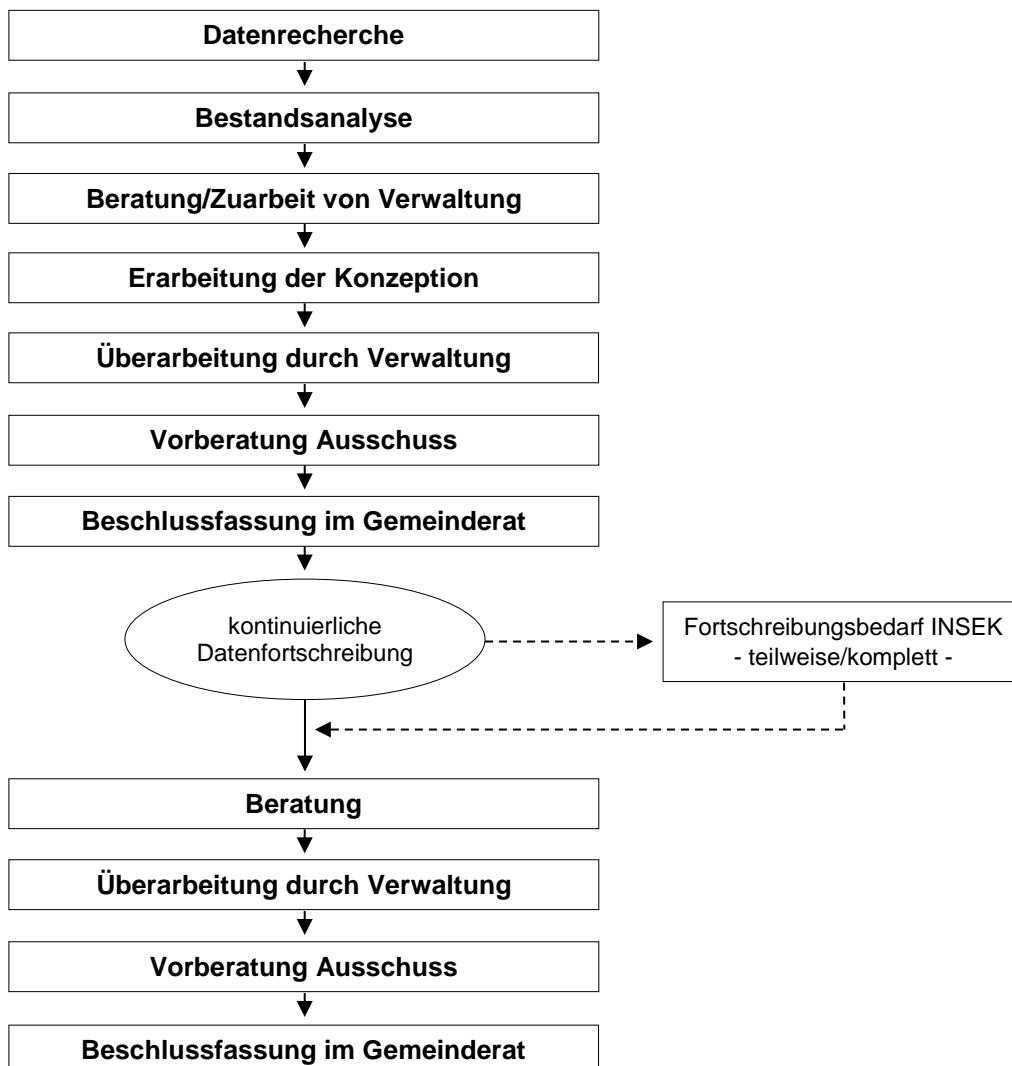 Datenrecherche
Bestandsanalyse
Beratung/Zuarbeit von Verwaltung
Erarbeitung der Konzeption
Überarbeitung durch Verwaltung
Vorberatung Ausschuss
Beschlussfassung im Gemeinderat
kontinuierliche
Datenfortschreibung
Fortschreibungsbedarf INSEK
- teilweise/komplett -
Beratung
Überarbeitung durch Verwaltung
Vorberatung Ausschuss
Beschlussfassung im Gemeinderat